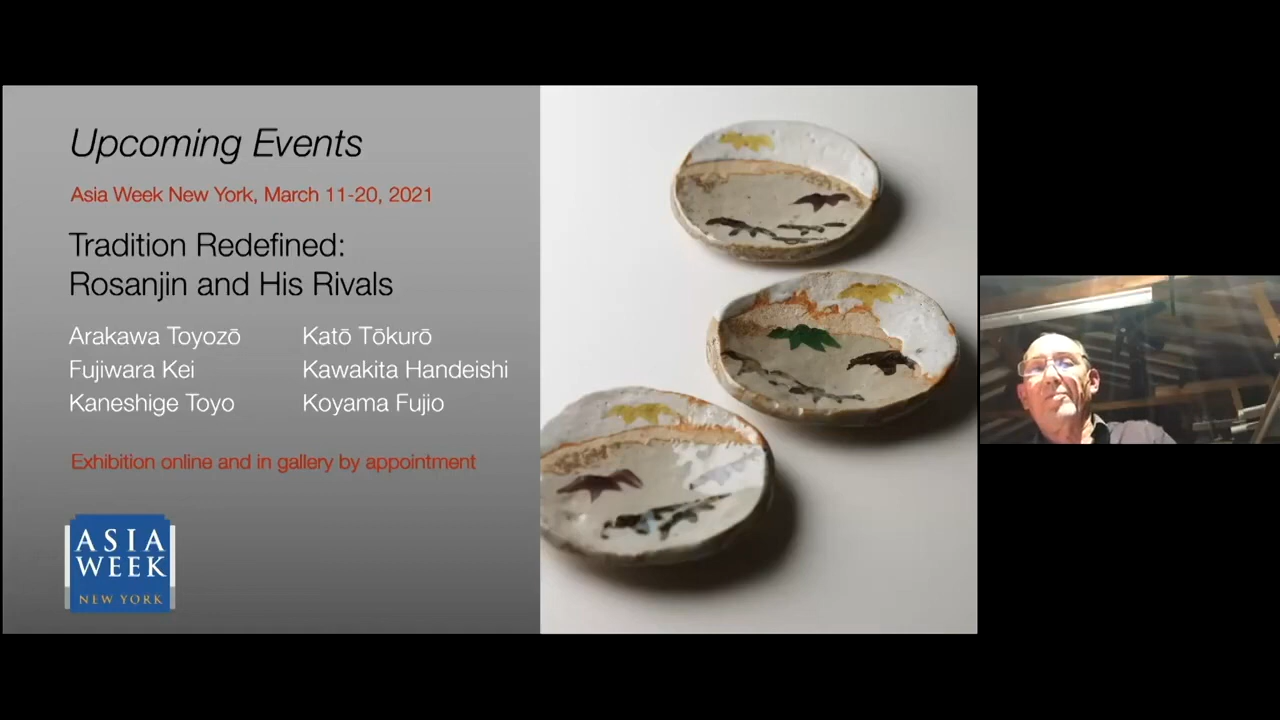 Upcoming Events
Asia Week New York, March 11-20, 2021
Tradition Redefined:
Rosanjin and His Rivals
Arakawa Toyozō
Katō Tōkurō
Fujiwara Kei
Kawakita Handeishi
Kaneshige Toyo
Koyama Fujio
Exhibition online and in gallery by appointment
ASIA
WEEK
NEW YORK